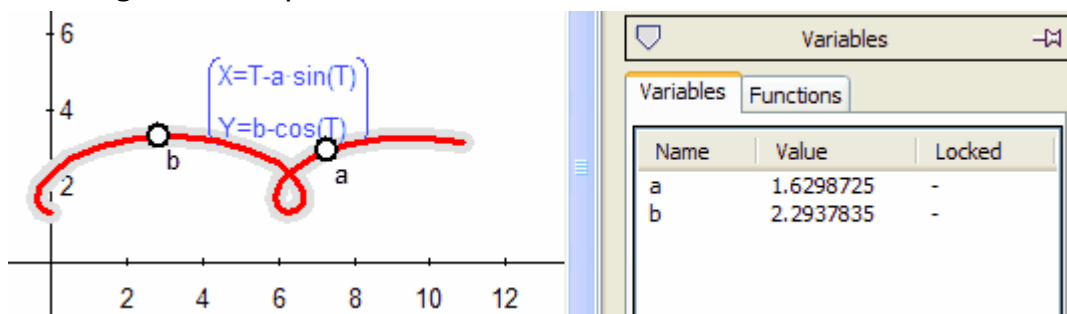 6
4
2
X=T-a·sin(T)
Y=b-cos(T)
b
a
2 4 6 8 10 12
Variables
Variables Functions
Name Value Locked
a 1.6298725 -
b 2.2937835 -